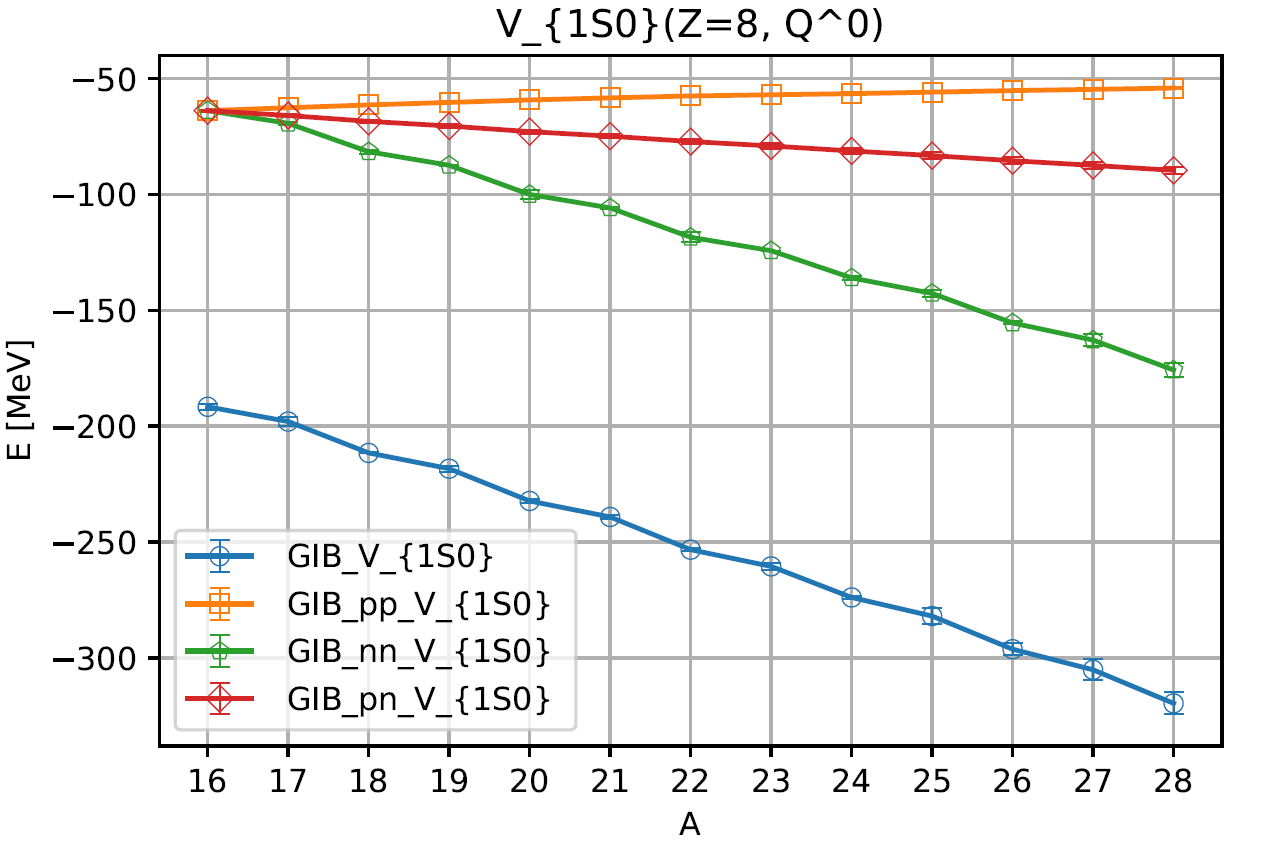 V_{1S0}(Z=8, Q^0)
−50
−100
−150
−200
−250
−300
E [MeV]
GIB_V_{1S0}
GIB_pp_V_{1S0}
GIB_nn_V_{1S0}
GIB_pn_V_{1S0}
16 17 18 19 20 21 22 23 24 25 26 27 28
A